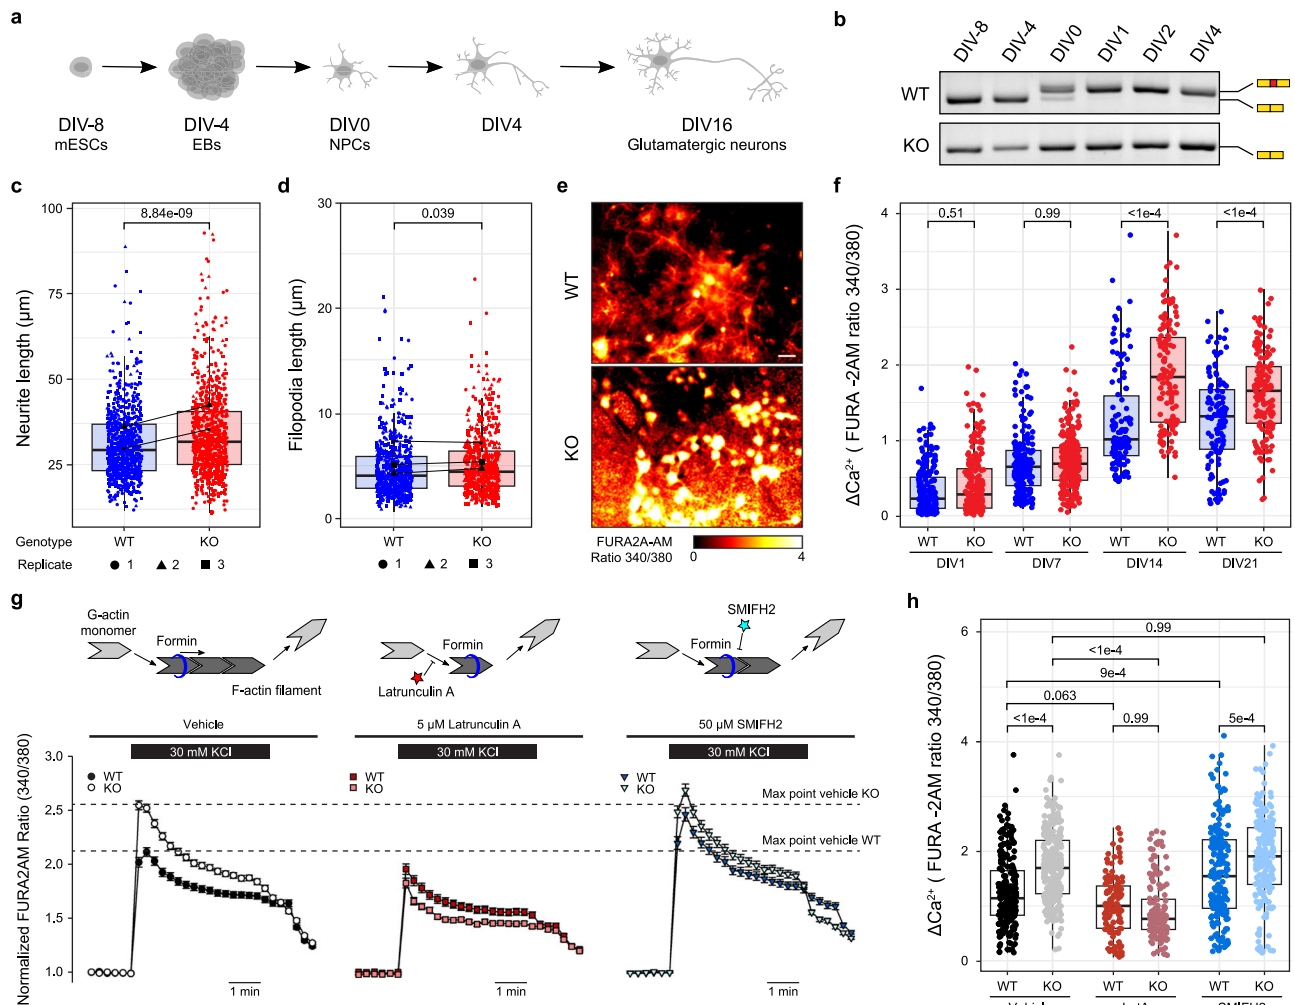 a
DIV-8
mESCs
DIV-4
EBs
DIV0
NPCs
DIV4
DIV16
Glutamatergic neurons
b
DIV-8
DIV-4
DIV0
DIV1
DIV2
DIV4
WT
KO
c
Neurite length (µm)
100
75
50
25
8.84e-09
Genotype
WT
KO
Replicate
1
2
3
d
Filopodia length (µm)
30
20
10
0
0.039
WT
KO
1
2
3
e
WT
KO
FURA2A-AM
Ratio 340/380
0
4
f
ΔCa²⁺ ( FURA -2AM ratio 340/380)
4
3
2
1
0
0.51
0.99
<1e-4
<1e-4
WT
KO
WT
KO
WT
KO
WT
KO
DIV1
DIV7
DIV14
DIV21
g
G-actin
monomer
Formin
F-actin filament
Formin
Latrunculin A
SMIFH2
Formin
Vehicle
5 µM Latrunculin A
50 µM SMIFH2
30 mM KCl
30 mM KCl
30 mM KCl
Normalized FURA2AM Ratio (340/380)
3.0
2.5
2.0
1.5
1.0
WT
KO
WT
KO
WT
KO
Max point vehicle KO
Max point vehicle WT
1 min
1 min
1 min
h
ΔCa²⁺ ( FURA -2AM ratio 340/380)
6
4
2
0
0.99
<1e-4
9e-4
0.063
<1e-4
0.99
5e-4
WT
KO
WT
KO
WT
KO
Vehicle
LatA
SMIFH2